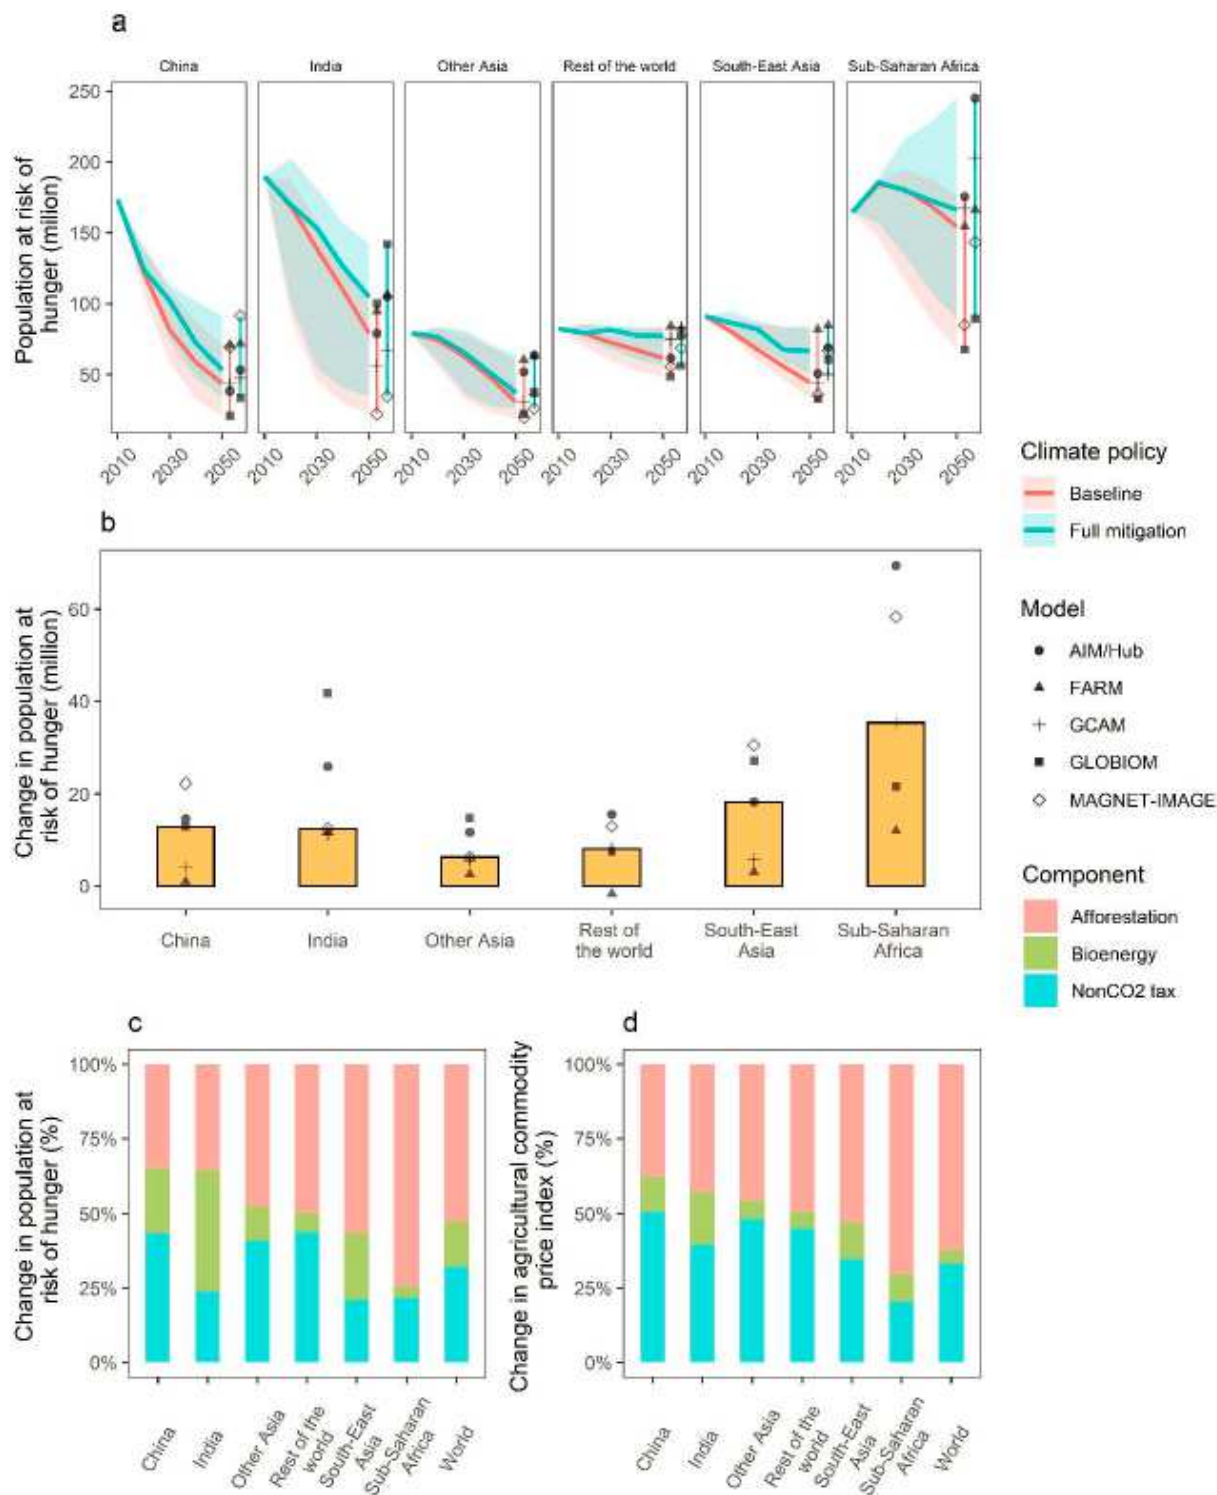 a
China
India
Other Asia
Rest of the world
South-East Asia
Sub-Saharan Africa
Population at risk of
hunger (milion)
250
200
150
100
50
2010
2030
2050
2010
2030
2050
2010
2030
2050
2010
2030
2050
2010
2030
2050
2010
2030
2050
Climate policy
Baseline
Full mitigation
b
Change in population at
risk of hunger (million)
60
40
20
0
China
India
Other Asia
Rest of
the world
South-East
Asia
Sub-Saharan
Africa
Model
AIM/Hub
FARM
GCAM
GLOBIOM
MAGNET-IMAGE
Component
Afforestation
Bioenergy
NonCO2 tax
c
Change in population at
risk of hunger (%)
100%
75%
50%
25%
0%
China
India
Other Asia
Rest of the
world
South-East
Asia
Sub-Saharan
Africa
World
d
Change in agricultural commodity
price index (%)
100%
75%
50%
25%
0%
China
India
Other Asia
Rest of the
world
South-East
Asia
Sub-Saharan
Africa
World